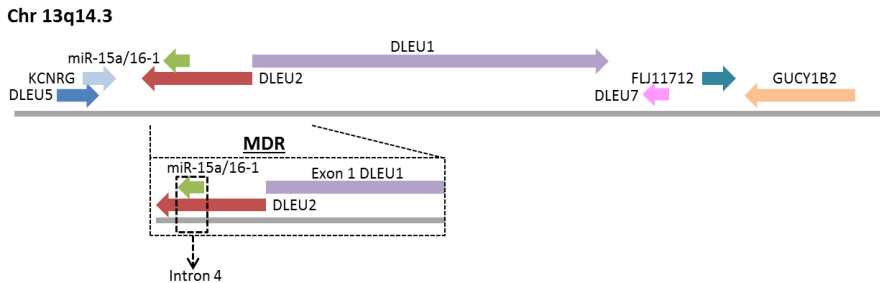 Chr 13q14.3
DLEU1
miR-15a/16-1
KCNRG
DLEU2
FLJ11712
GUCY1B2
DLEU5
DLEU7
MDR
miR-15a/16-1
Exon 1 DLEU1
DLEU2
Intron 4